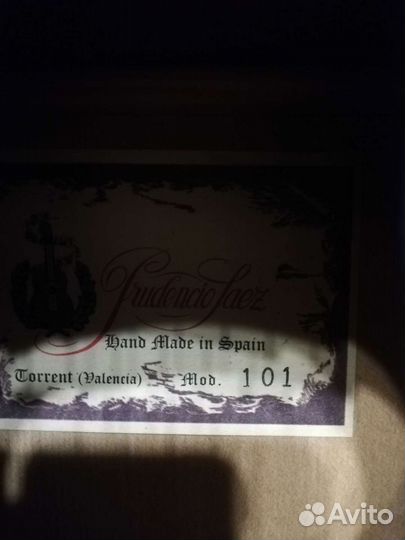 Prudencio Saez
Hand Made in Spain
Torrent (Valencia) Mod. 101
Avito